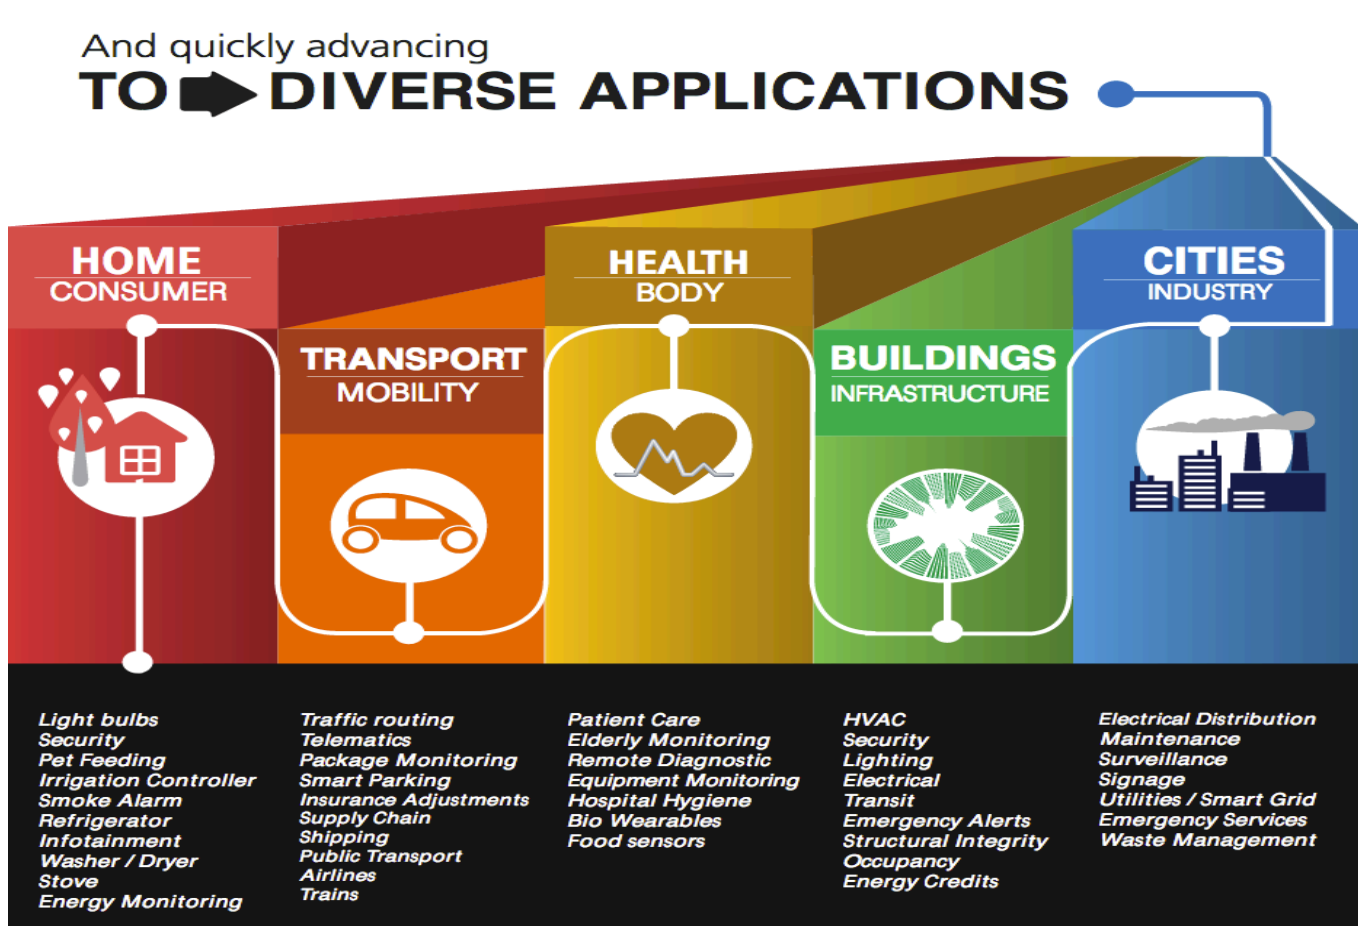 And quickly advancing
TO DIVERSE APPLICATIONS
HOME
CONSUMER
TRANSPORT
MOBILITY
HEALTH
BODY
BUILDINGS
INFRASTRUCTURE
CITIES
INDUSTRY
Light bulbs
Security
Pet Feeding
Irrigation Controller
Smoke Alarm
Refrigerator
Infotainment
Washer / Dryer
Stove
Energy Monitoring
Traffic routing
Telematics
Package Monitoring
Smart Parking
Insurance Adjustments
Supply Chain
Shipping
Public Transport
Airlines
Trains
Patient Care
Elderly Monitoring
Remote Diagnostic
Equipment Monitoring
Hospital Hygiene
Bio Wearables
Food sensors
HVAC
Security
Lighting
Electrical
Transit
Emergency Alerts
Structural Integrity
Occupancy
Energy Credits
Electrical Distribution
Maintenance
Surveillance
Signage
Utilities / Smart Grid
Emergency Services
Waste Management